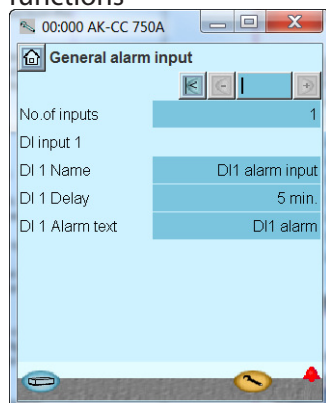 functions
00:000 AK-CC 750A
General alarm input
No.of inputs 1
DI input 1
DI 1 Name DI1 alarm input
DI 1 Delay 5 min.
DI 1 Alarm text DI1 alarm